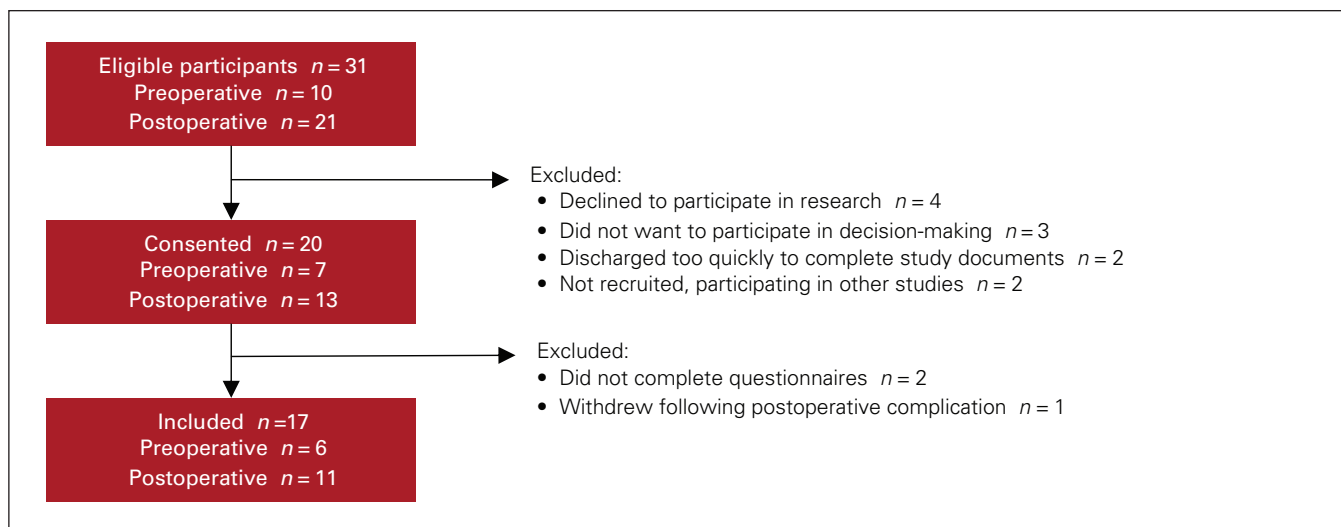 Eligible participants n = 31
Preoperative n = 10
Postoperative n = 21
Excluded:
• Declined to participate in research n = 4
• Did not want to participate in decision-making n = 3
• Discharged too quickly to complete study documents n = 2
• Not recruited, participating in other studies n = 2
Consented n = 20
Preoperative n = 7
Postoperative n = 13
Excluded:
• Did not complete questionnaires n = 2
• Withdrew following postoperative complication n = 1
Included n =17
Preoperative n = 6
Postoperative n = 11